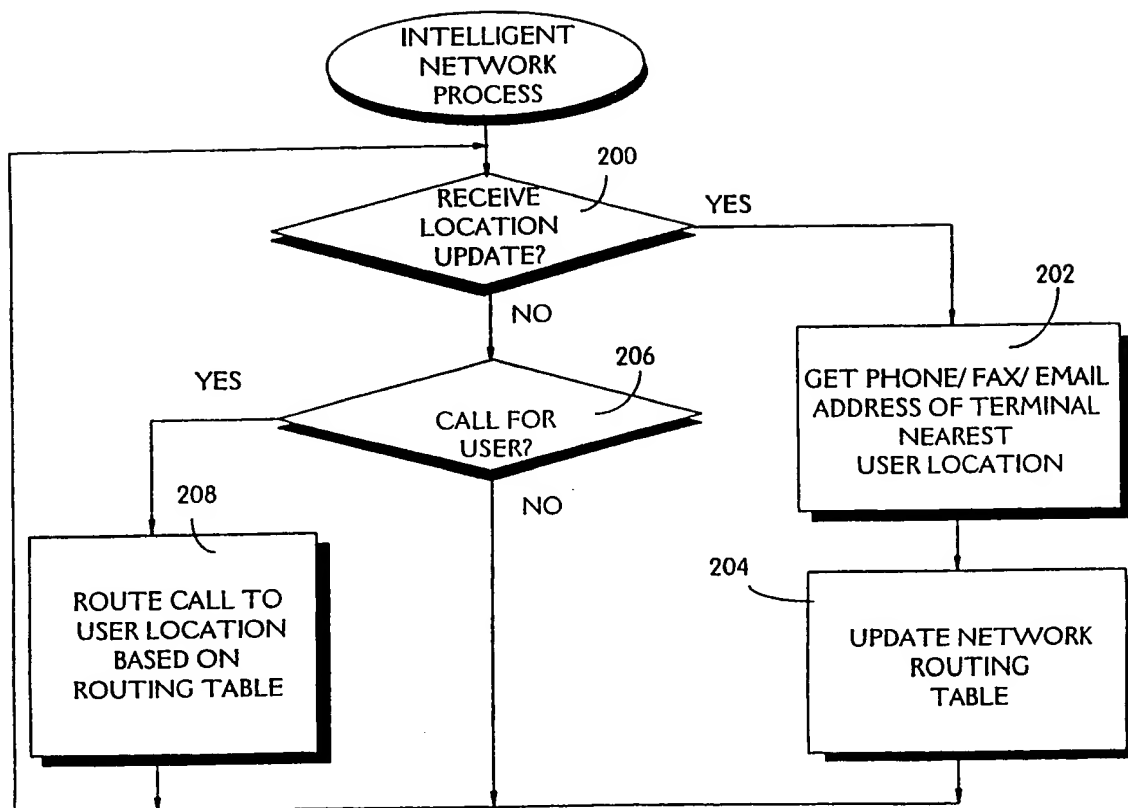 INTELLIGENT
NETWORK
PROCESS
200
RECEIVE
LOCATION
UPDATE?
YES
NO
202
GET PHONE/ FAX/ EMAIL
ADDRESS OF TERMINAL
NEAREST
USER LOCATION
206
YES
CALL FOR
USER?
NO
208
ROUTE CALL TO
USER LOCATION
BASED ON
ROUTING TABLE
204
UPDATE NETWORK
ROUTING
TABLE